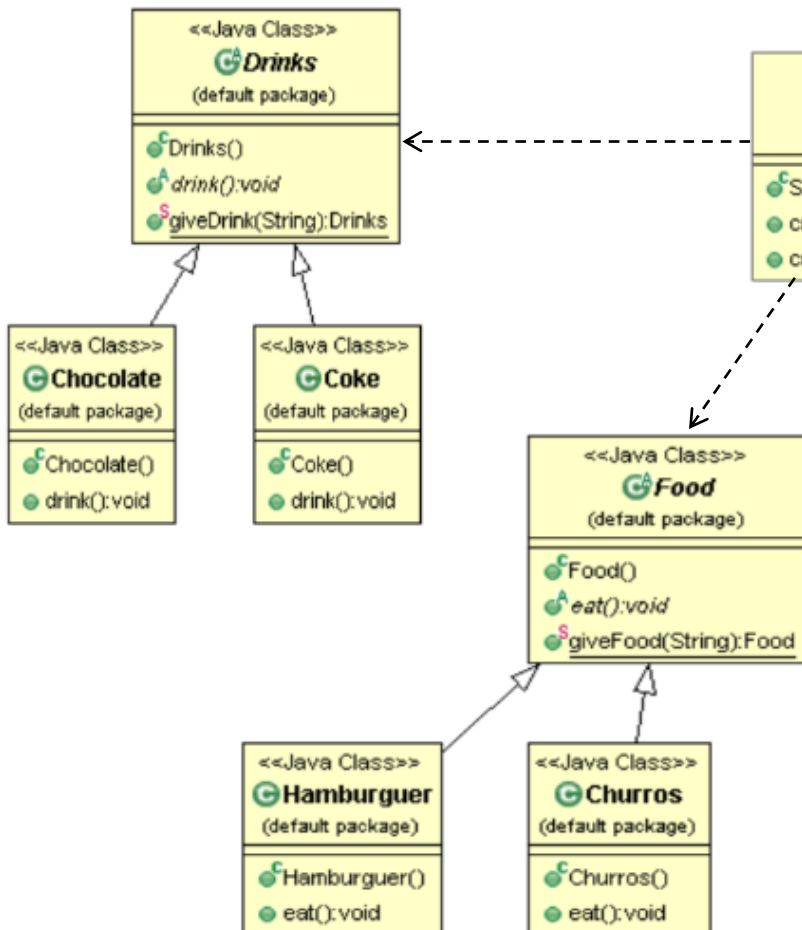 <<Java Class>>
Drinks
(default package)
Drinks()
drink():void
giveDrink(String):Drinks
<<Java Class>>
Chocolate
(default package)
Chocolate()
drink():void
<<Java Class>>
Coke
(default package)
Coke()
drink():void
<<Java Class>>
Food
(default package)
Food()
eat():void
giveFood(String):Food
<<Java Class>>
Hamburguer
(default package)
Hamburguer()
eat():void
<<Java Class>>
Churros
(default package)
Churros()
eat():void